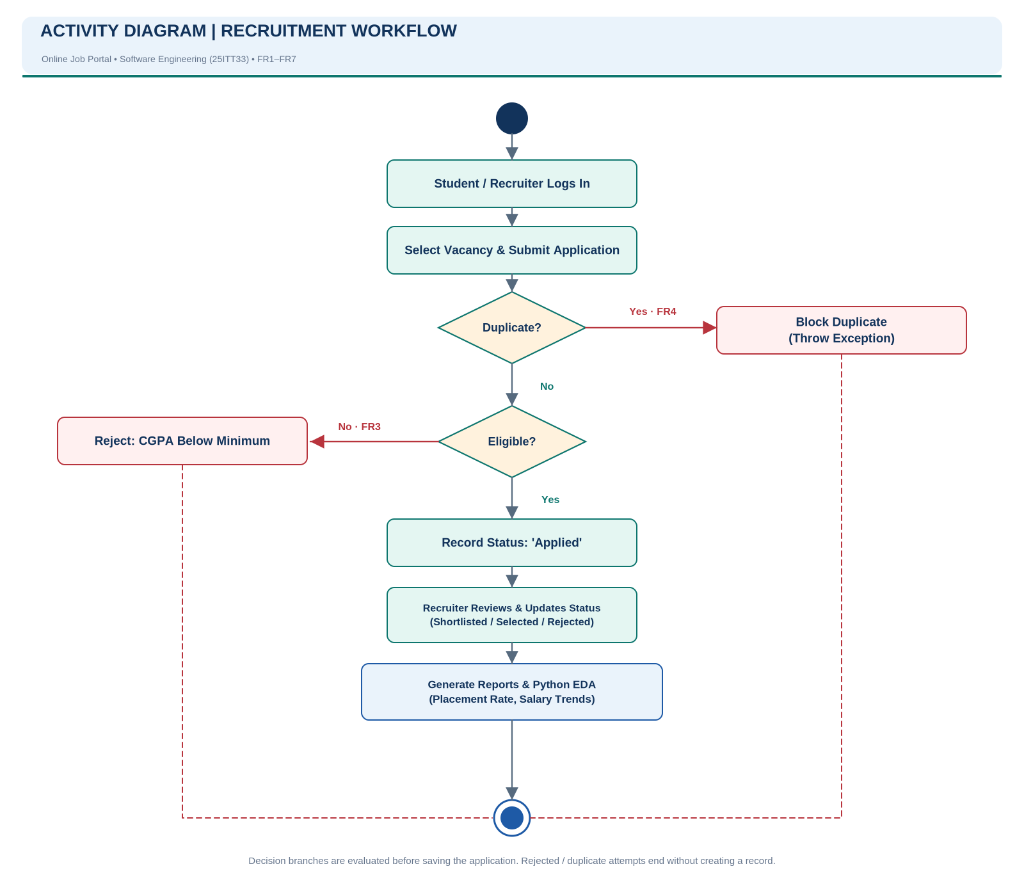 ACTIVITY DIAGRAM | RECRUITMENT WORKFLOW
Online Job Portal • Software Engineering (25ITT33) • FR1–FR7
Student / Recruiter Logs In
Select Vacancy & Submit Application
Duplicate?
Yes · FR4
Block Duplicate
(Throw Exception)
No
Eligible?
No · FR3
Reject: CGPA Below Minimum
Yes
Record Status: 'Applied'
Recruiter Reviews & Updates Status
(Shortlisted / Selected / Rejected)
Generate Reports & Python EDA
(Placement Rate, Salary Trends)
Decision branches are evaluated before saving the application. Rejected / duplicate attempts end without creating a record.